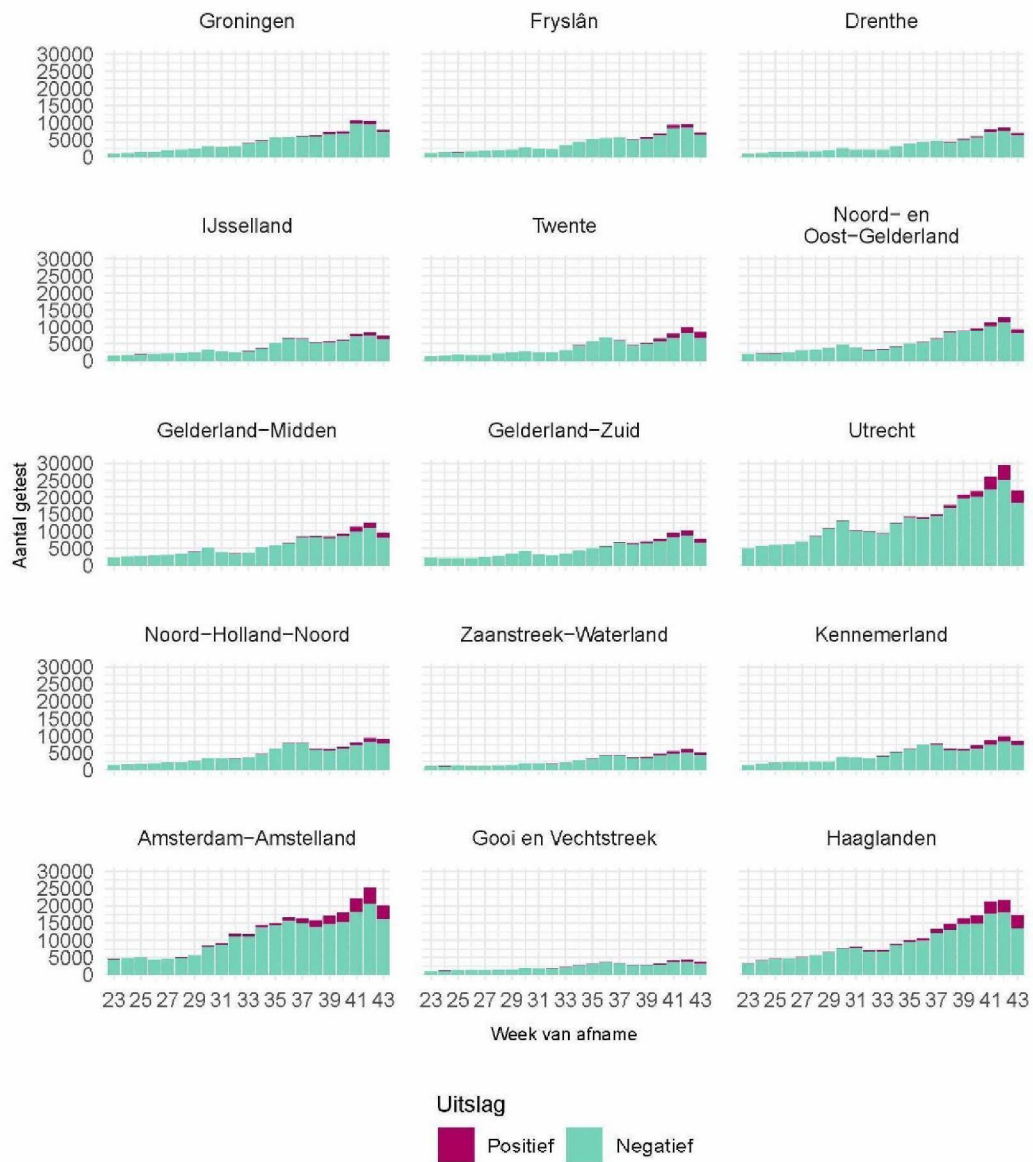 Groningen
Fryslân
Drenthe
30000
25000
20000
15000
10000
5000
0
IJsselland
Twente
Noord- en
Oost-Gelderland
30000
25000
20000
15000
10000
5000
0
Gelderland-Midden
Gelderland-Zuid
Utrecht
30000
25000
20000
15000
10000
5000
0
Aantal getest
Noord-Holland-Noord
Zaanstreek-Waterland
Kennemerland
30000
25000
20000
15000
10000
5000
0
Amsterdam-Amstelland
Gooi en Vechtstreek
Haaglanden
30000
25000
20000
15000
10000
5000
0
23 25 27 29 31 33 35 37 39 41 43
23 25 27 29 31 33 35 37 39 41 43
23 25 27 29 31 33 35 37 39 41 43
Week van afname
Uitslag
Positief
Negatief